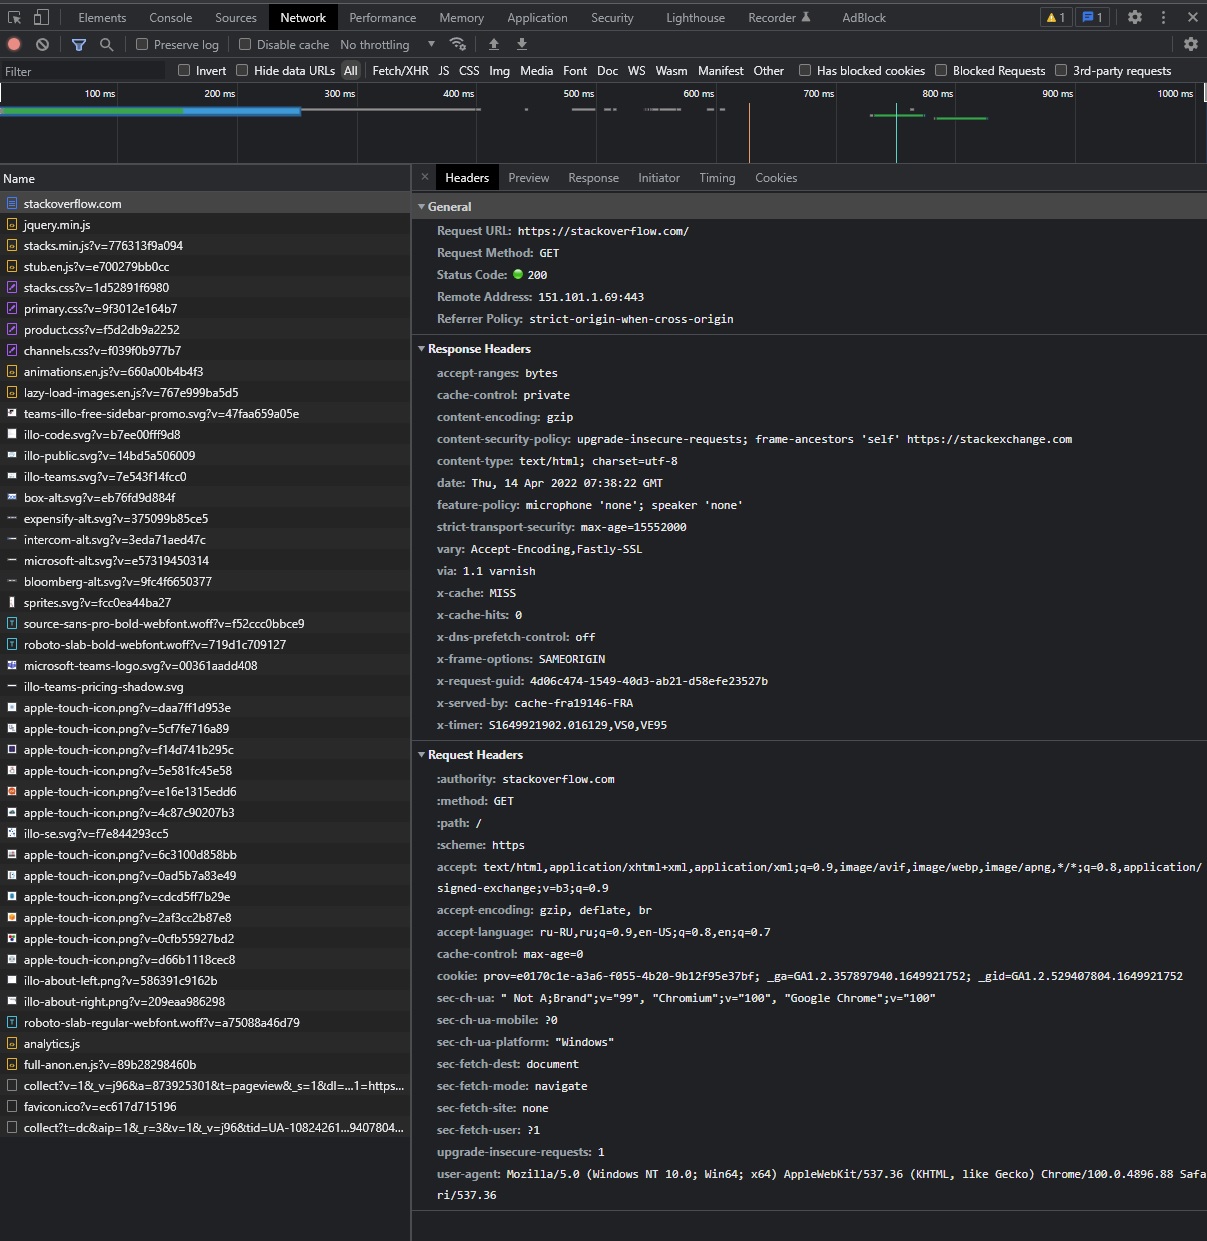 Elements Console Sources Network Performance Memory Application Security Lighthouse Recorder AdBlock 1 1
Preserve log Disable cache No throttling
Filter Invert Hide data URLs All Fetch/XHR JS CSS Img Media Font Doc WS Wasm Manifest Other Has blocked cookies Blocked Requests 3rd-party requests
100 ms 200 ms 300 ms 400 ms 500 ms 600 ms 700 ms 800 ms 900 ms 1000 ms
Name
stackoverflow.com
jquery.min.js
stacks.min.js?v=776313f9a094
stub.en.js?v=e700279bb0cc
stacks.css?v=1d52891f6980
primary.css?v=9f3012e164b7
product.css?v=f5d2db9a2252
channels.css?v=f039f0b977b7
animations.en.js?v=660a00b4b4f3
lazy-load-images.en.js?v=767e999ba5d5
teams-illo-free-sidebar-promo.svg?v=47faa659a05e
illo-code.svg?v=b7ee00fff9d8
illo-public.svg?v=14bd5a506009
illo-teams.svg?v=7e543f14fcc0
box-alt.svg?v=eb76fd9d884f
expensify-alt.svg?v=375099b85ce5
intercom-alt.svg?v=3eda71aed47c
microsoft-alt.svg?v=e57319450314
bloomberg-alt.svg?v=9fc4f6650377
sprites.svg?v=fcc0ea44ba27
source-sans-pro-bold-webfont.woff?v=f52ccc0bbce9
roboto-slab-bold-webfont.woff?v=719d1c709127
microsoft-teams-logo.svg?v=00361aadd408
illo-teams-pricing-shadow.svg
apple-touch-icon.png?v=daa7ff1d953e
apple-touch-icon.png?v=5cf7fe716a89
apple-touch-icon.png?v=f14d741b295c
apple-touch-icon.png?v=5e581fc45e58
apple-touch-icon.png?v=e16e1315edd6
apple-touch-icon.png?v=4c87c90207b3
illo-se.svg?v=f7e844293cc5
apple-touch-icon.png?v=6c3100d858bb
apple-touch-icon.png?v=0ad5b7a83e49
apple-touch-icon.png?v=cdcd5ff7b29e
apple-touch-icon.png?v=2af3cc2b87e8
apple-touch-icon.png?v=0cfb55927bd2
apple-touch-icon.png?v=d66b1118cec8
illo-about-left.png?v=586391c9162b
illo-about-right.png?v=209eaa986298
roboto-slab-regular-webfont.woff?v=a75088a46d79
analytics.js
full-anon.en.js?v=89b28298460b
collect?v=1&_v=j96&a=873925301&t=pageview&_s=1&dl=...1=https...
favicon.ico?v=ec617d715196
collect?t=dc&aip=1&_r=3&v=1&_v=j96&tid=UA-10824261...9407804...
Headers Preview Response Initiator Timing Cookies
General
Request URL: https://stackoverflow.com/
Request Method: GET
Status Code: 200
Remote Address: 151.101.1.69:443
Referrer Policy: strict-origin-when-cross-origin
Response Headers
accept-ranges: bytes
cache-control: private
content-encoding: gzip
content-security-policy: upgrade-insecure-requests; frame-ancestors 'self' https://stackexchange.com
content-type: text/html; charset=utf-8
date: Thu, 14 Apr 2022 07:38:22 GMT
feature-policy: microphone 'none'; speaker 'none'
strict-transport-security: max-age=15552000
vary: Accept-Encoding,Fastly-SSL
via: 1.1 varnish
x-cache: MISS
x-cache-hits: 0
x-dns-prefetch-control: off
x-frame-options: SAMEORIGIN
x-request-guid: 4d06c474-1549-40d3-ab21-d58efe23527b
x-served-by: cache-fra19146-FRA
x-timer: S1649921902.016129,VS0,VE95
Request Headers
:authority: stackoverflow.com
:method: GET
:path: /
:scheme: https
accept: text/html,application/xhtml+xml,application/xml;q=0.9,image/avif,image/webp,image/apng,*/*;q=0.8,application/
signed-exchange;v=b3;q=0.9
accept-encoding: gzip, deflate, br
accept-language: ru-RU,ru;q=0.9,en-US;q=0.8,en;q=0.7
cache-control: max-age=0
cookie: prov=e0170c1e-a3a6-f055-4b20-9b12f95e37bf; _ga=GA1.2.357897940.1649921752; _gid=GA1.2.529407804.1649921752
sec-ch-ua: " Not A;Brand";v="99", "Chromium";v="100", "Google Chrome";v="100"
sec-ch-ua-mobile: ?0
sec-ch-ua-platform: "Windows"
sec-fetch-dest: document
sec-fetch-mode: navigate
sec-fetch-site: none
sec-fetch-user: ?1
upgrade-insecure-requests: 1
user-agent: Mozilla/5.0 (Windows NT 10.0; Win64; x64) AppleWebKit/537.36 (KHTML, like Gecko) Chrome/100.0.4896.88 Safa
ri/537.36